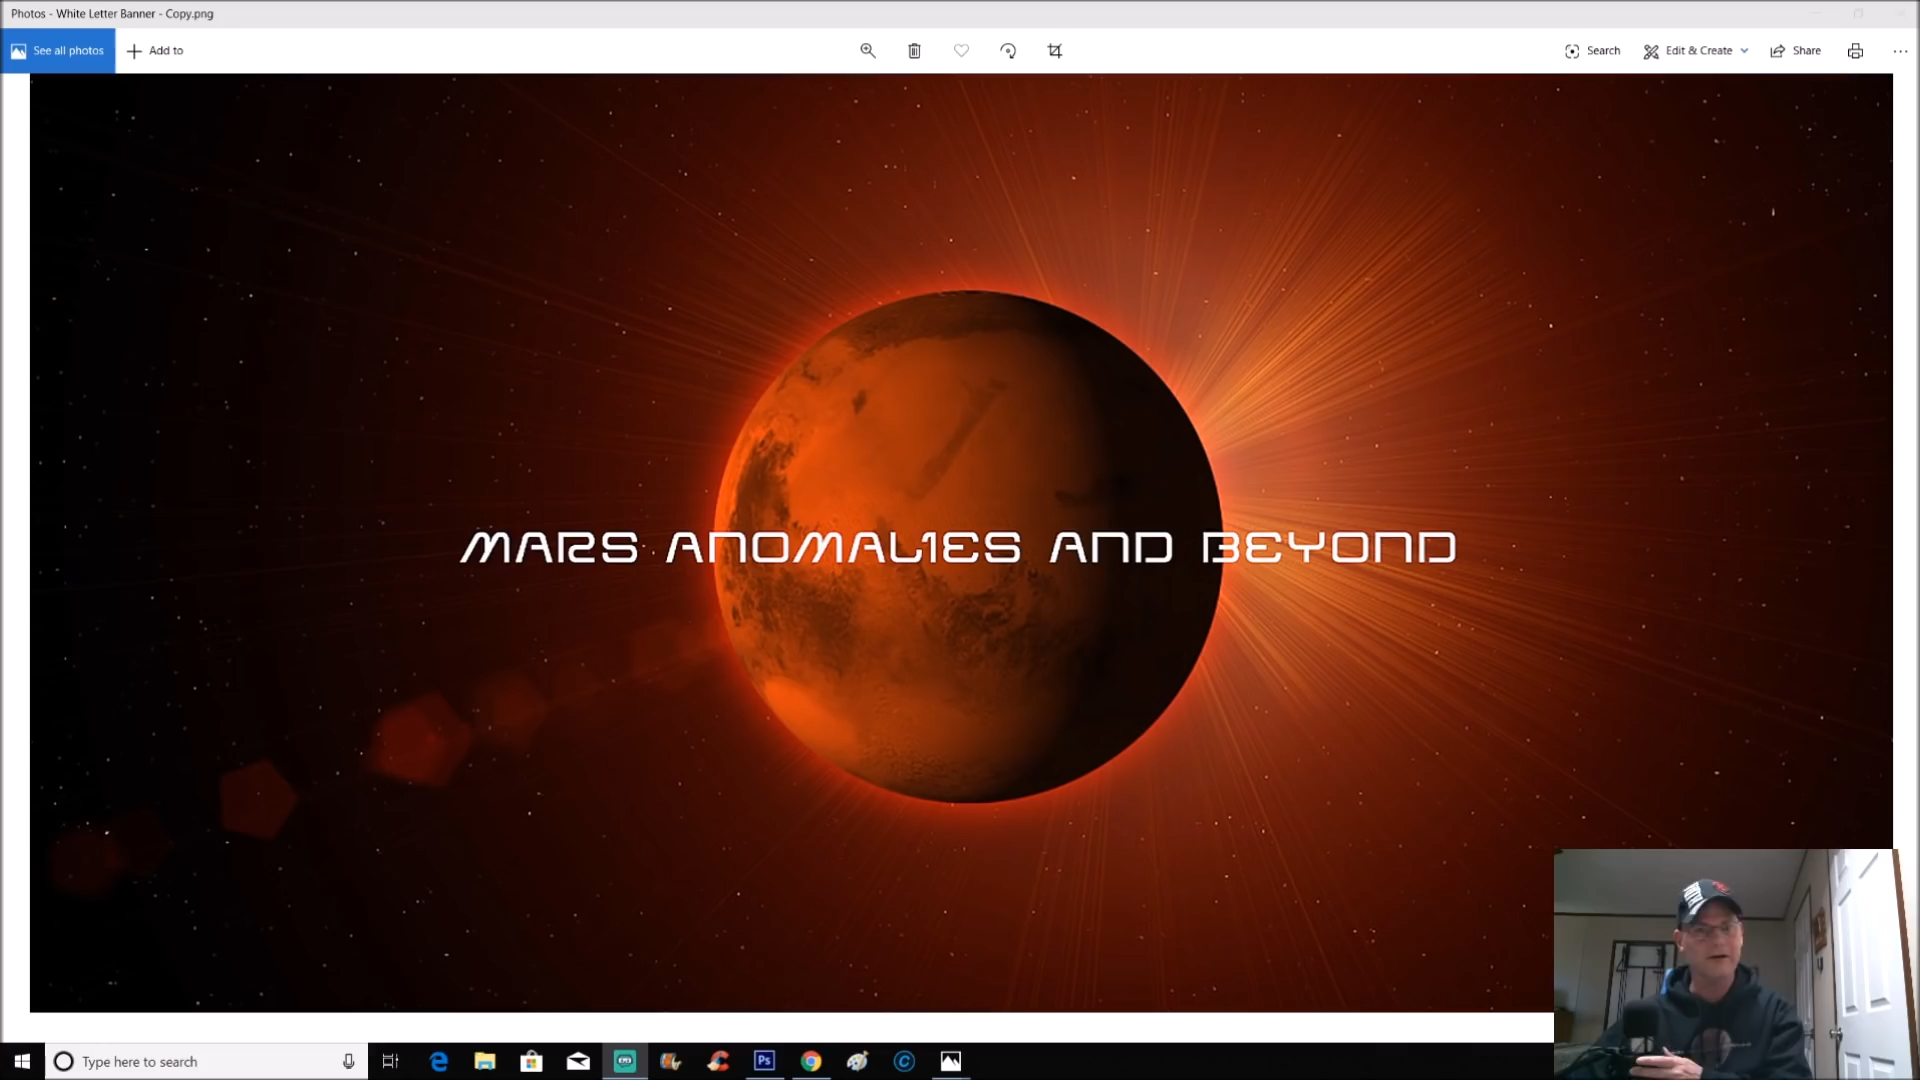 Photos - White Letter Banner - Copy.png
See all photos
Add to
Search
Edit & Create
Share
MARS ANOMALIES AND BEYOND
Type here to search
Ps